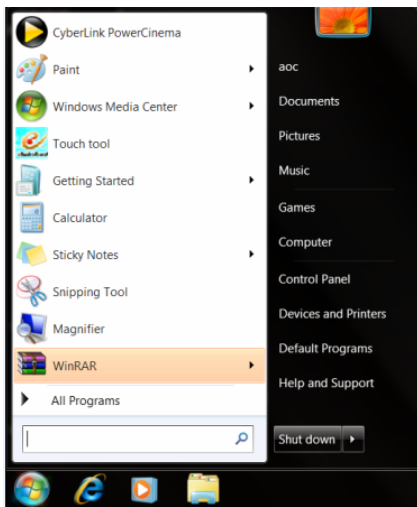 CyberLink PowerCinema
Paint
Windows Media Center
Touch tool
Getting Started
Calculator
Sticky Notes
Snipping Tool
Magnifier
WinRAR
All Programs
aoc
Documents
Pictures
Music
Games
Computer
Control Panel
Devices and Printers
Default Programs
Help and Support
Shut down